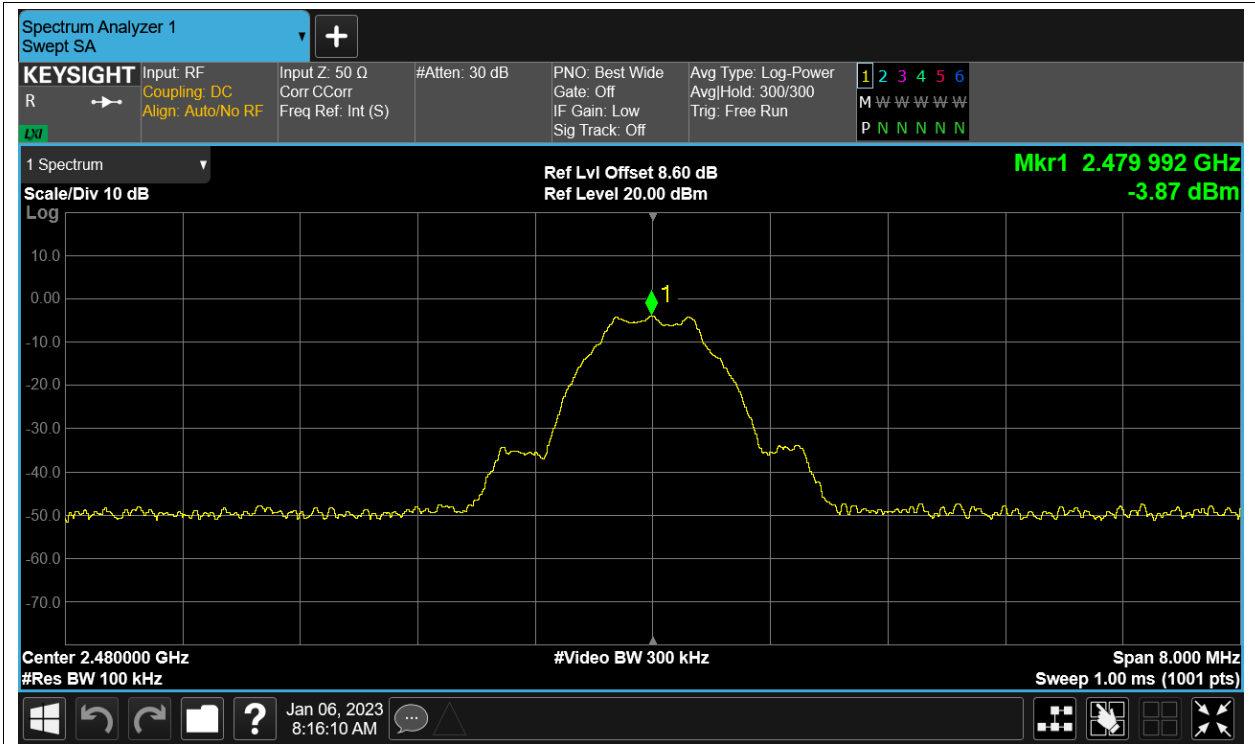 Spectrum Analyzer 1
Swept SA
KEYSIGHT
R
LXI
Input: RF
Coupling: DC
Align: Auto/No RF
Input Z: 50 Ω
Corr CCorr
Freq Ref: Int (S)
#Atten: 30 dB
PNO: Best Wide
Gate: Off
IF Gain: Low
Sig Track: Off
Avg Type: Log-Power
Avg|Hold: 300/300
Trig: Free Run
1 2 3 4 5 6
M W W W W W
P N N N N N
1 Spectrum
Scale/Div 10 dB
Log
Ref Lvl Offset 8.60 dB
Ref Level 20.00 dBm
Mkr1 2.479 992 GHz
-3.87 dBm
10.0
0.00
-10.0
-20.0
-30.0
-40.0
-50.0
-60.0
-70.0
1
Center 2.480000 GHz
#Res BW 100 kHz
#Video BW 300 kHz
Span 8.000 MHz
Sweep 1.00 ms (1001 pts)
?
Jan 06, 2023
8:16:10 AM